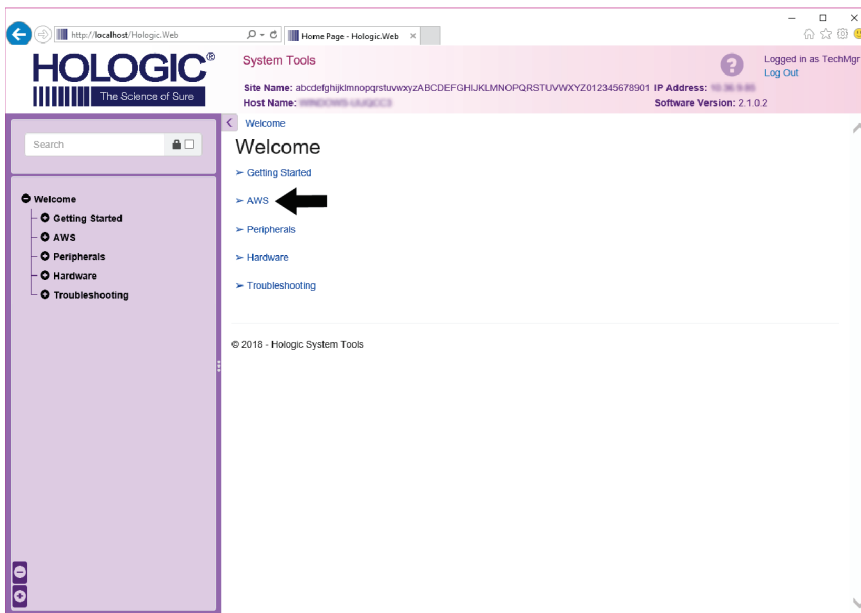 http://localhost/Hologic.Web
Home Page - Hologic.Web
HOLOGIC®
The Science of Sure
System Tools
Logged in as TechMgr
Log Out
Site Name: abcdefghijklmnopqrstuvwxyzABCDEFGHIJKLMNOPQRSTUVWXYZ012345678901 IP Address:
Host Name:
Software Version: 2.1.0.2
Search
Welcome
Getting Started
AWS
Peripherals
Hardware
Troubleshooting
Welcome
Welcome
➢ Getting Started
➢ AWS
➢ Peripherals
➢ Hardware
➢ Troubleshooting
© 2018 - Hologic System Tools